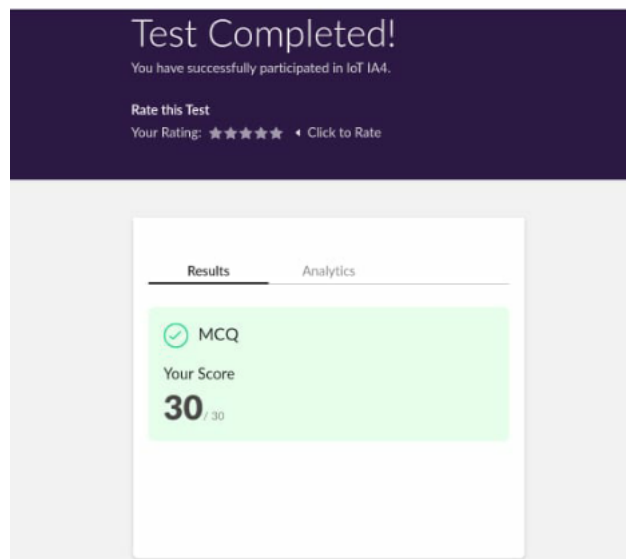 Test Completed!
You have successfully participated in IoT IA4.
Rate this Test
Your Rating: ★★★★★ ◂ Click to Rate
Results Analytics
MCQ
Your Score
30/ 30